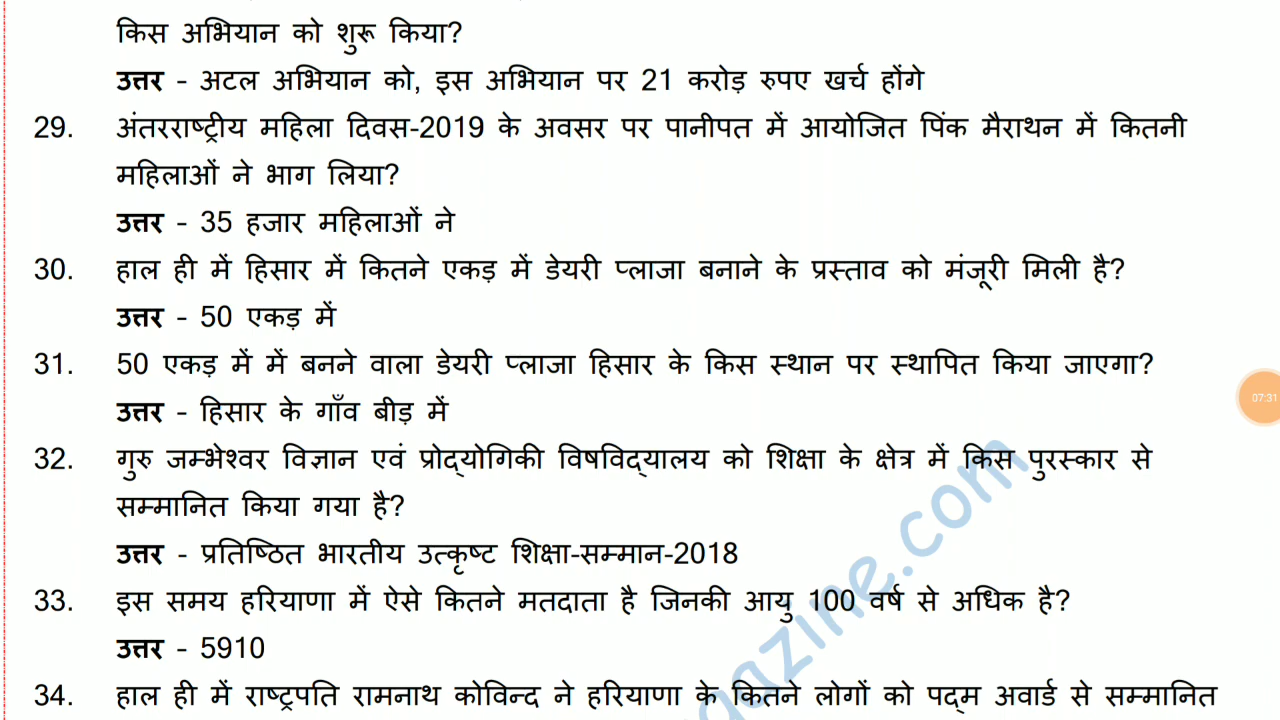 किस अभियान को शुरू किया?
उत्तर - अटल अभियान को, इस अभियान पर 21 करोड़ रुपए खर्च होंगे
29. अंतरराष्ट्रीय महिला दिवस-2019 के अवसर पर पानीपत में आयोजित पिंक मैराथन में कितनी
महिलाओं ने भाग लिया?
उत्तर - 35 हजार महिलाओं ने
30. हाल ही में हिसार में कितने एकड़ में डेयरी प्लाजा बनाने के प्रस्ताव को मंजूरी मिली है?
उत्तर - 50 एकड़ में
31. 50 एकड़ में में बनने वाला डेयरी प्लाजा हिसार के किस स्थान पर स्थापित किया जाएगा?
उत्तर - हिसार के गाँव बीड़ में
32. गुरु जम्भेश्वर विज्ञान एवं प्रोद्योगिकी विषविद्यालय को शिक्षा के क्षेत्र में किस पुरस्कार से
सम्मानित किया गया है?
उत्तर - प्रतिष्ठित भारतीय उत्कृष्ट शिक्षा-सम्मान-2018
33. इस समय हरियाणा में ऐसे कितने मतदाता है जिनकी आयु 100 वर्ष से अधिक है?
उत्तर - 5910
34. हाल ही में राष्ट्रपति रामनाथ कोविन्द ने हरियाणा के कितने लोगों को पद्म अवार्ड से सम्मानित
07:31
gazine.com